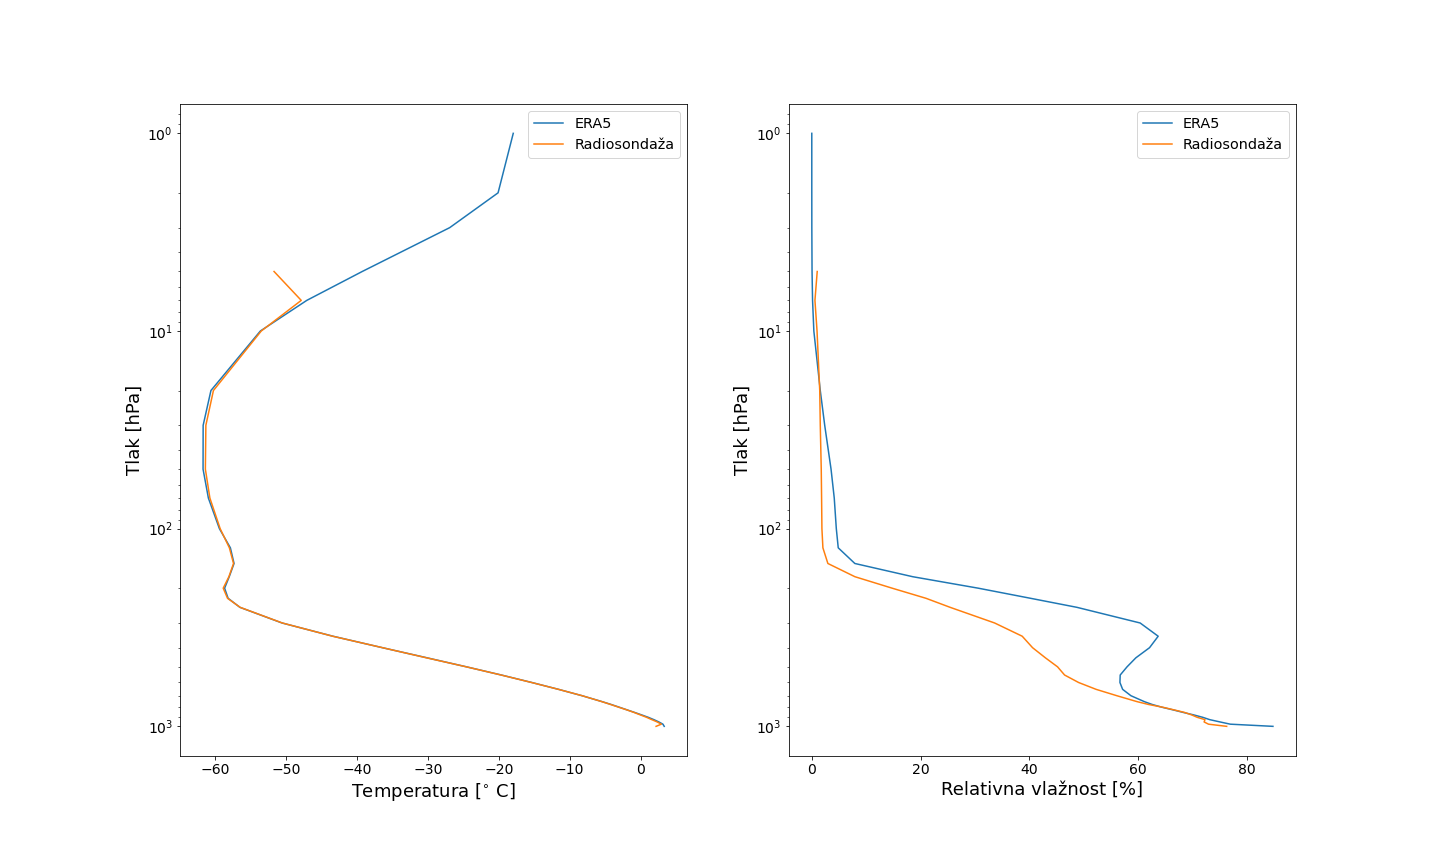 ERA5
Radiosondaža
10⁰
10¹
10²
10³
Tlak [hPa]
−60 −50 −40 −30 −20 −10 0
Temperatura [° C]
ERA5
Radiosondaža
10⁰
10¹
10²
10³
Tlak [hPa]
0 20 40 60 80
Relativna vlažnost [%]